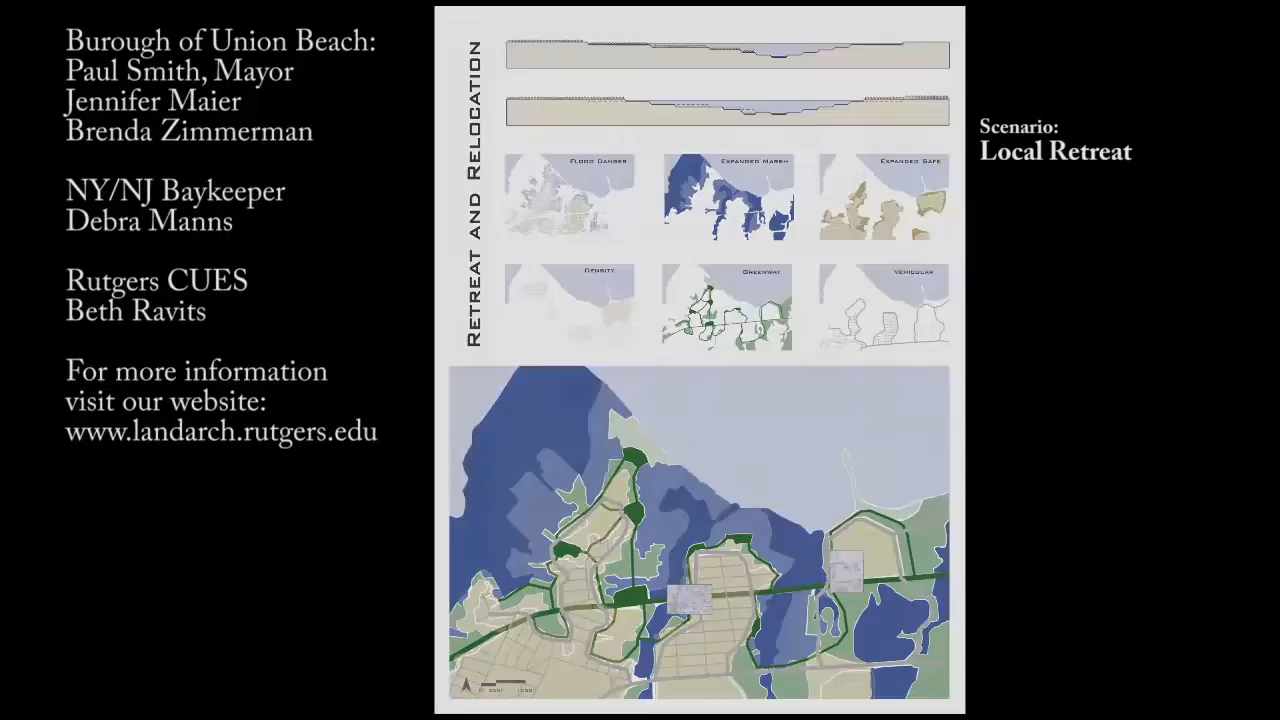 Borough of Union Beach:
Paul Smith, Mayor
Jennifer Maier
Brenda Zimmerman
NY/NJ Baykeeper
Debra Manns
Rutgers CUES
Beth Ravits
For more information
visit our website:
www.landarch.rutgers.edu
RETREAT AND RELOCATION
FLOOD DANGER
EXPANDED MARSH
EXPANDED SAFE
DENSITY
GREENWAY
VEHICULAR
Scenario:
Local Retreat